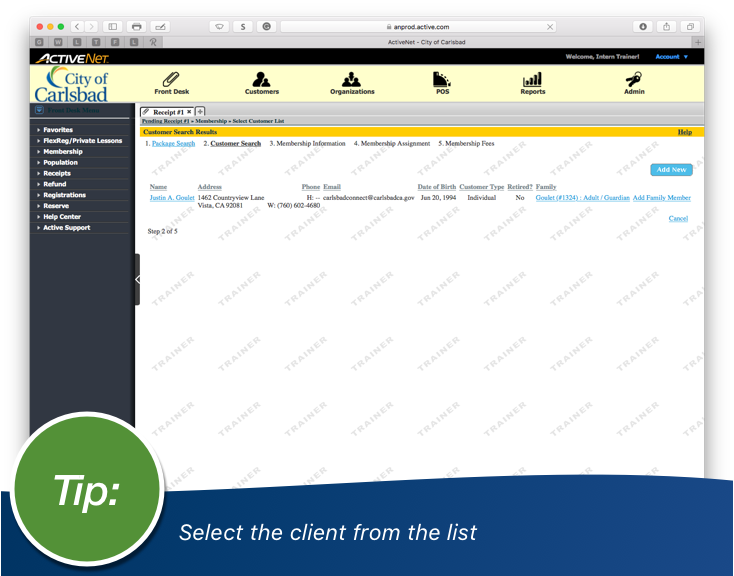 anprod.active.com
ActiveNet - City of Carlsbad
ACTIVENet
Welcome, Intern Trainer! Account
City of
Carlsbad
Front Desk Customers Organizations POS Reports Admin
Receipt #1 × +
Pending Receipt #1 » Membership » Select Customer List
Customer Search Results Help
1. Package Search 2. Customer Search 3. Membership Information 4. Membership Assignment 5. Membership Fees
Favorites
FlexReg/Private Lessons
Membership
Population
Receipts
Refund
Registrations
Reserve
Help Center
Active Support
Add New
Name Address Phone Email Date of Birth Customer Type Retired? Family
Justin A. Goulet 1462 Countryview Lane H: -- carlsbadconnect@carlsbadca.gov Jun 20, 1994 Individual No Goulet (#1324) : Adult / Guardian Add Family Member
Vista, CA 92081 W: (760) 602-4680
Cancel
Step 2 of 5
TRAINER
Tip:
Select the client from the list